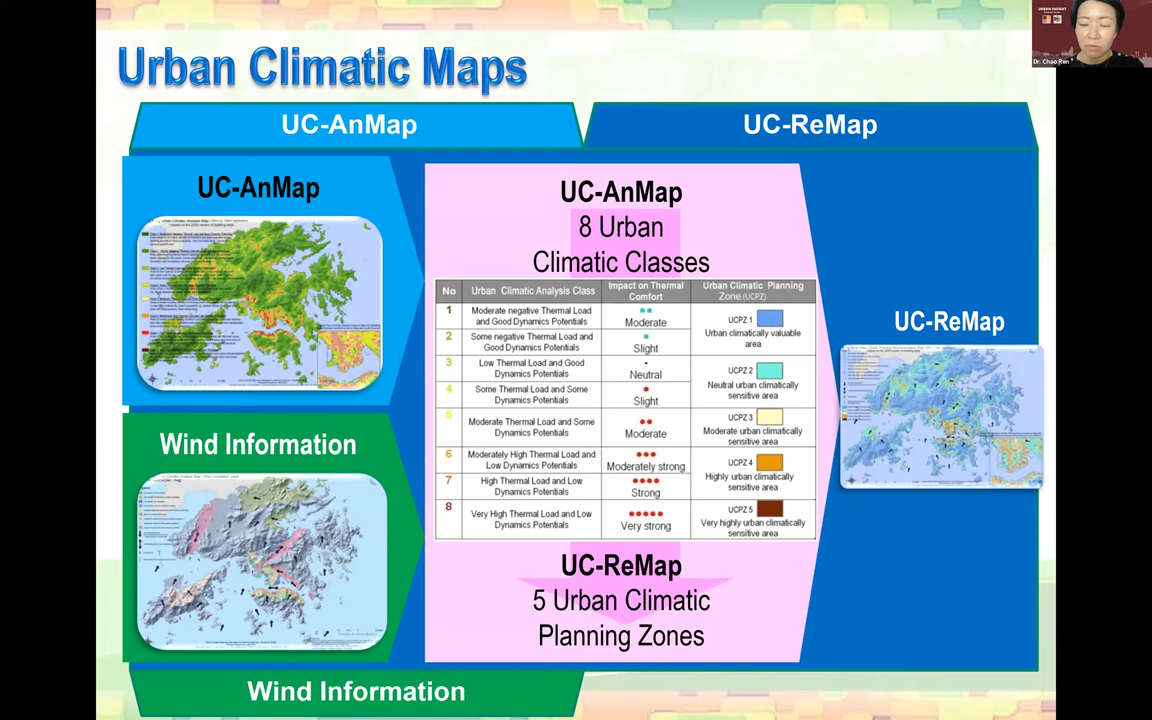 URBAN INSIGHT
Dr. Chao Ren
Urban Climatic Maps
UC-AnMap
UC-ReMap
UC-AnMap
Wind Information
UC-AnMap
8 Urban
Climatic Classes
No
Urban Climatic Analysis Class
Impact on Thermal
Comfort
Urban Climatic Planning
Zone (UCPZ)
1
Moderate negative Thermal Load
and Good Dynamics Potentials
Moderate
2
Some negative Thermal Load and
Good Dynamics Potentials
Slight
UCPZ 1
Urban climatically valuable
area
3
Low Thermal Load and Good
Dynamics Potentials
-
Neutral
4
Some Thermal Load and Some
Dynamics Potentials
Slight
UCPZ 2
Neutral urban climatically
sensitive area
5
Moderate Thermal Load and Some
Dynamics Potentials
Moderate
UCPZ 3
Moderate urban climatically
sensitive area
6
Moderately High Thermal Load and
Low Dynamics Potentials
Moderately strong
7
High Thermal Load and Low
Dynamics Potentials
Strong
UCPZ 4
Highly urban climatically
sensitive area
8
Very High Thermal Load and Low
Dynamics Potentials
Very strong
UCPZ 5
Very highly urban climatically
sensitive area
UC-ReMap
5 Urban Climatic
Planning Zones
UC-ReMap
Wind Information